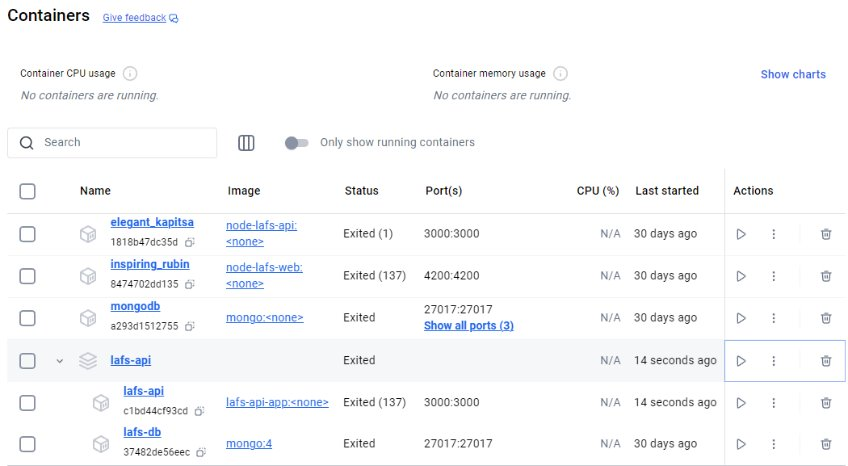 Containers Give feedback
Container CPU usage
No containers are running.
Container memory usage
No containers are running.
Show charts
Search
Only show running containers
Name Image Status Port(s) CPU (%) Last started Actions
elegant_kapitsa
1818b47dc35d
node-lafs-api:
<none>
Exited (1) 3000:3000 N/A 30 days ago
inspiring_rubin
8474702dd135
node-lafs-web:
<none>
Exited (137) 4200:4200 N/A 30 days ago
mongodb
a293d1512755
mongo:<none> Exited
27017:27017
Show all ports (3)
N/A 30 days ago
lafs-api Exited N/A 14 seconds ago
lafs-api
c1bd44cf93cd
lafs-api-app:<none> Exited (137) 3000:3000 N/A 14 seconds ago
lafs-db
37482de56eec
mongo:4 Exited 27017:27017 N/A 30 days ago